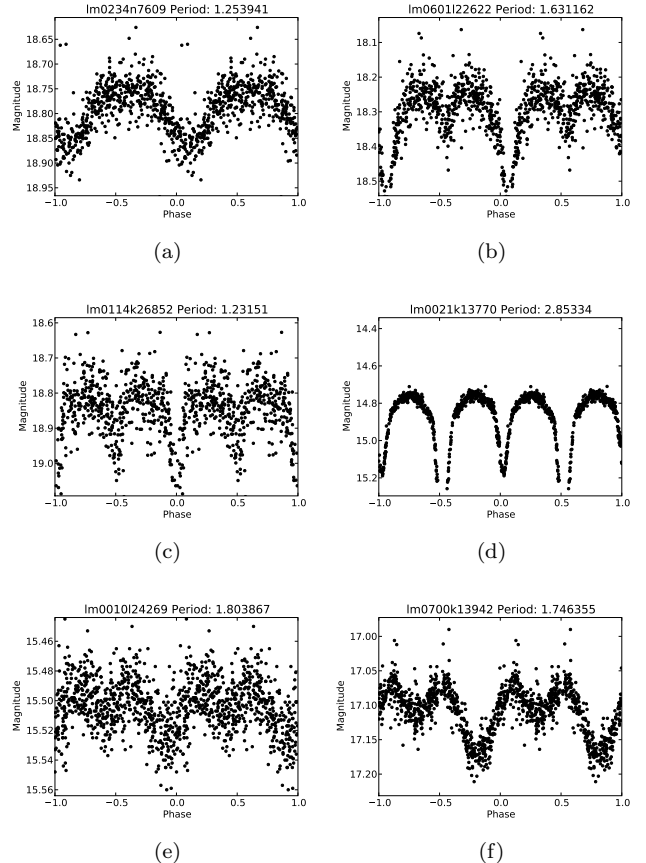 lm0234n7609 Period: 1.253941
18.65
18.70
18.75
18.80
18.85
18.90
18.95
Magnitude
−1.0 −0.5 0.0 0.5 1.0
Phase
(a)
lm0601l22622 Period: 1.631162
18.1
18.2
18.3
18.4
18.5
Magnitude
−1.0 −0.5 0.0 0.5 1.0
Phase
(b)
lm0114k26852 Period: 1.23151
18.6
18.7
18.8
18.9
19.0
Magnitude
−1.0 −0.5 0.0 0.5 1.0
Phase
(c)
lm0021k13770 Period: 2.85334
14.4
14.6
14.8
15.0
15.2
Magnitude
−1.0 −0.5 0.0 0.5 1.0
Phase
(d)
lm0010l24269 Period: 1.803867
15.46
15.48
15.50
15.52
15.54
15.56
Magnitude
−1.0 −0.5 0.0 0.5 1.0
Phase
(e)
lm0700k13942 Period: 1.746355
17.00
17.05
17.10
17.15
17.20
Magnitude
−1.0 −0.5 0.0 0.5 1.0
Phase
(f)